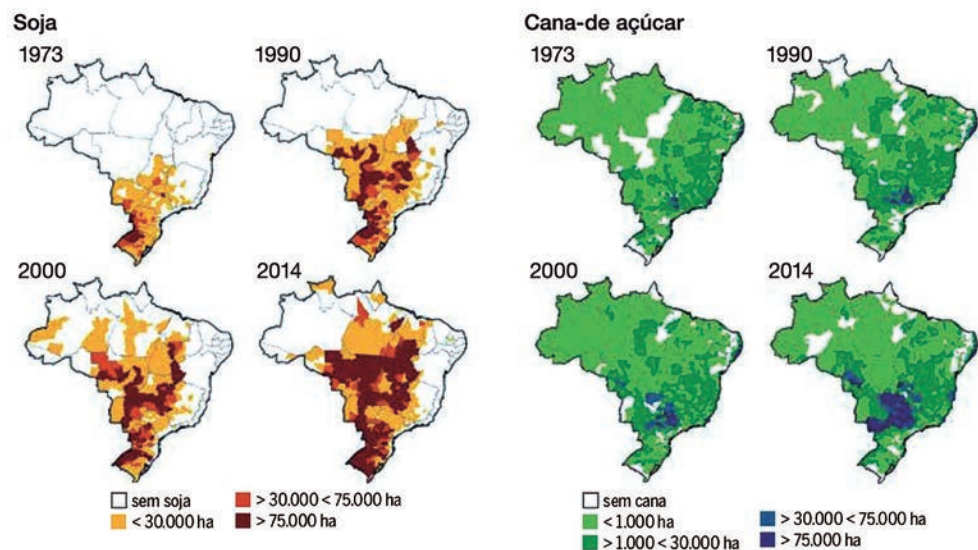 Soja
1973
1990
2000
2014
sem soja
< 30.000 ha
> 30.000 < 75.000 ha
> 75.000 ha
Cana-de açúcar
1973
1990
2000
2014
sem cana
< 1.000 ha
> 1.000 < 30.000 ha
> 30.000 < 75.000 ha
> 75.000 ha